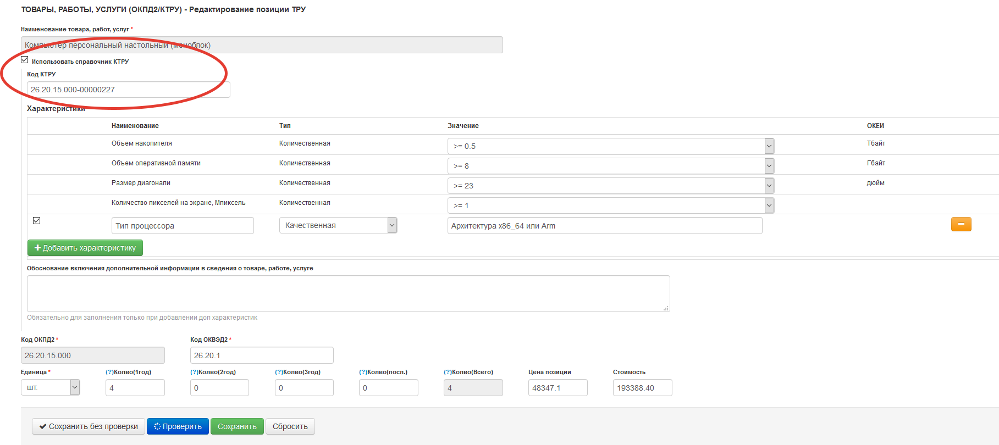 ТОВАРЫ, РАБОТЫ, УСЛУГИ (ОКПД2/КТРУ) - Редактирование позиции ТРУ
Наименование товара, работ, услуг *
Компьютер персональный настольный (моноблок)
Использовать справочник КТРУ
Код КТРУ
26.20.15.000-00000227
Характеристики
Наименование Тип Значение ОКЕИ
Объем накопителя Количественная >= 0.5 Тбайт
Объем оперативной памяти Количественная >= 8 Гбайт
Размер диагонали Количественная >= 23 дюйм
Количество пикселей на экране, Мпиксель Количественная >= 1
Тип процессора Качественная Архитектура x86_64 или Arm
Добавить характеристику
Обоснование включения дополнительной информации в сведения о товаре, работе, услуге
Обязательно для заполнения только при добавлении доп характеристик
Код ОКПД2 * Код ОКВЭД2 *
26.20.15.000 26.20.1
Единица * (?)Колво(1год) (?)Колво(2год) (?)Колво(3год) (?)Колво(посл.) (?)Колво(Всего) Цена позиции Стоимость
шт. 4 0 0 0 4 48347.1 193388.40
Сохранить без проверки Проверить Сохранить Сбросить